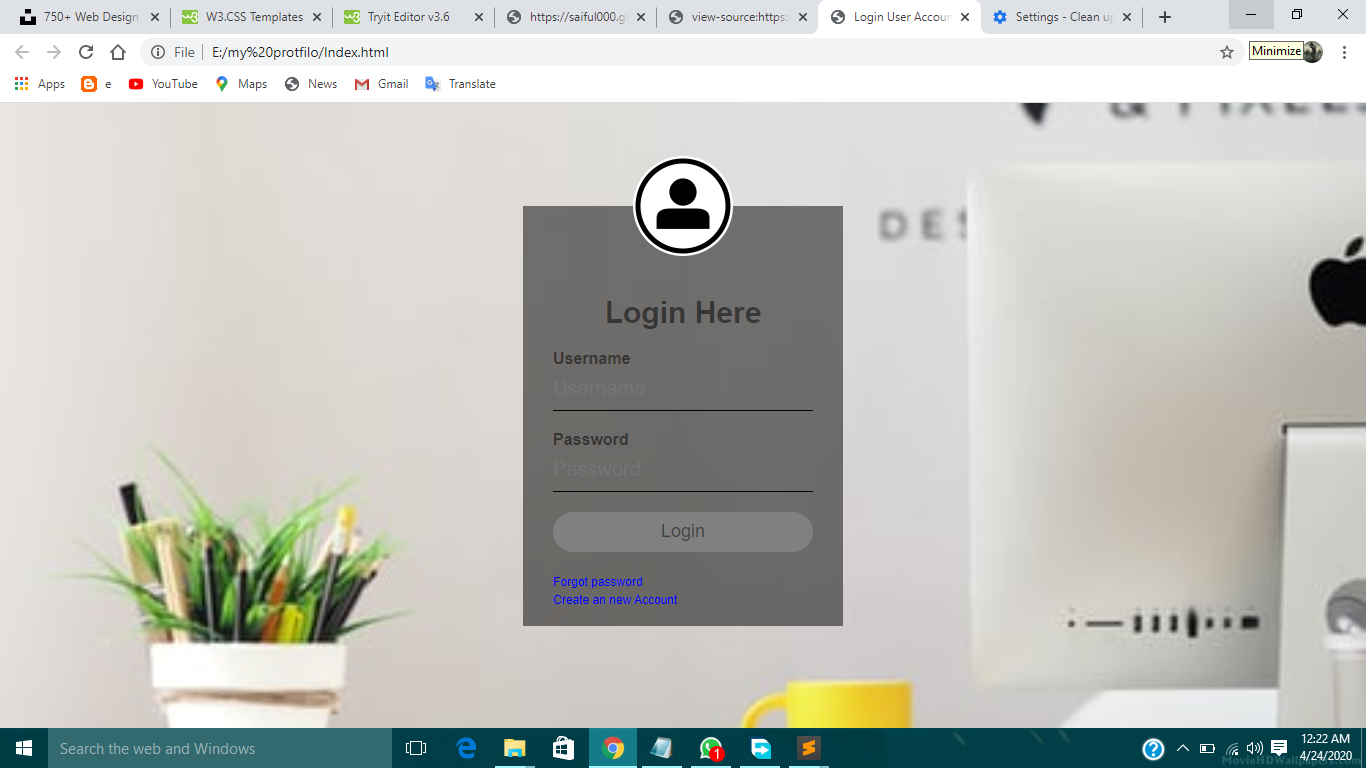 750+ Web Design
W3.CSS Templates
Tryit Editor v3.6
https://saiful000.g
view-source:https:
Login User Accoun
Settings - Clean up
File
E:/my%20protfilo/Index.html
Minimize
Apps
e
YouTube
Maps
News
Gmail
Translate
DES
Login Here
Username
Username
Password
Password
Login
Forgot password
Create an new Account
Search the web and Windows
1
12:22 AM
4/24/2020
MovieHDWallpapers.com